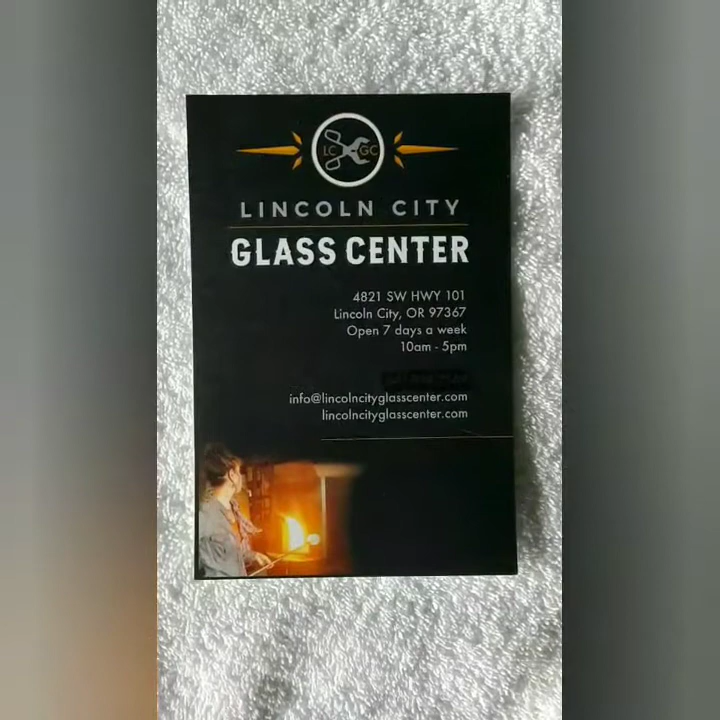 LC GC
LINCOLN CITY
GLASS CENTER
4821 SW HWY 101
Lincoln City, OR 97367
Open 7 days a week
10am - 5pm
info@lincolncityglasscenter.com
lincolncityglasscenter.com